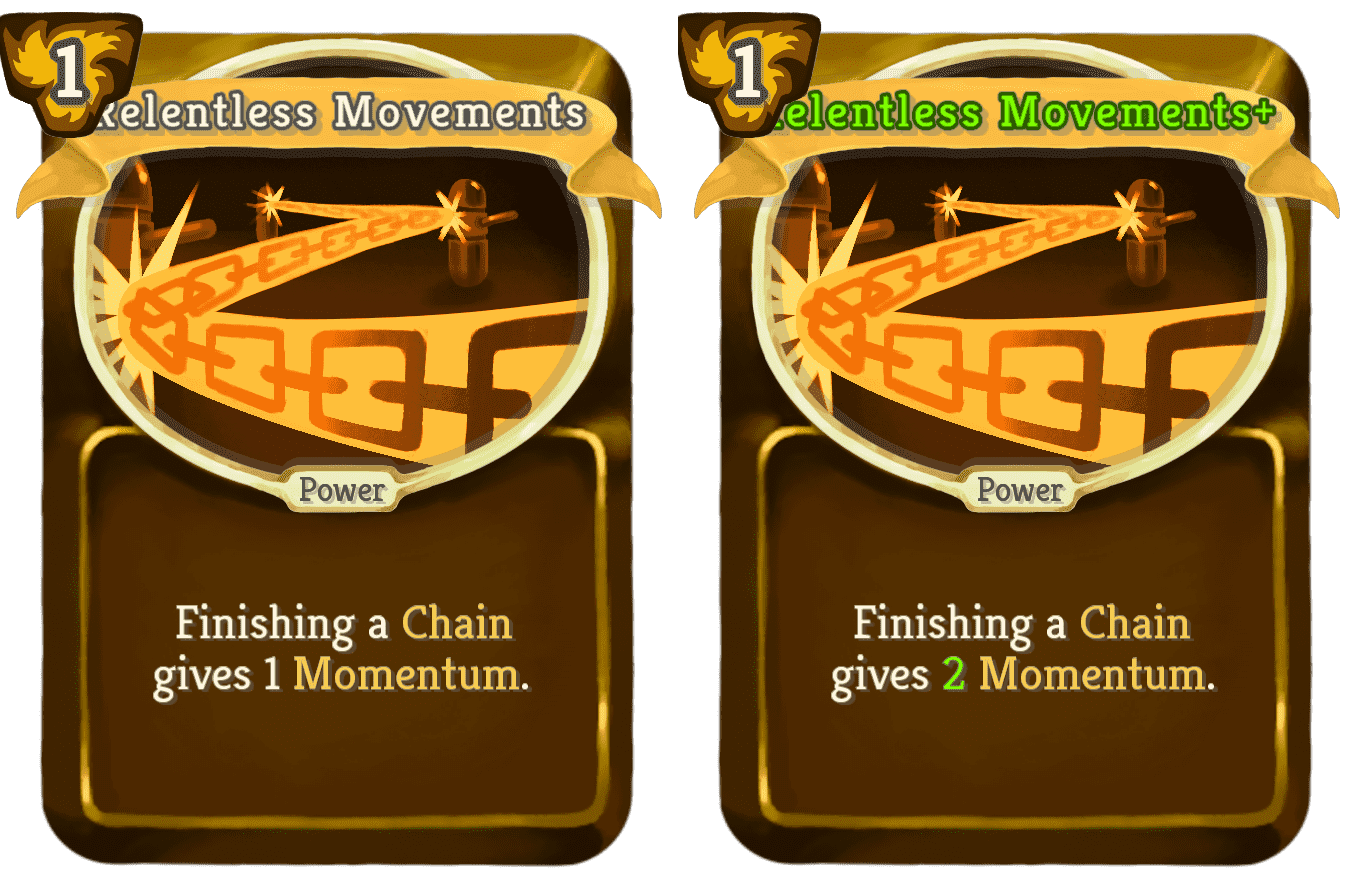 1
Relentless Movements
Power
Finishing a Chain
gives 1 Momentum.
1
Relentless Movements+
Power
Finishing a Chain
gives 2 Momentum.